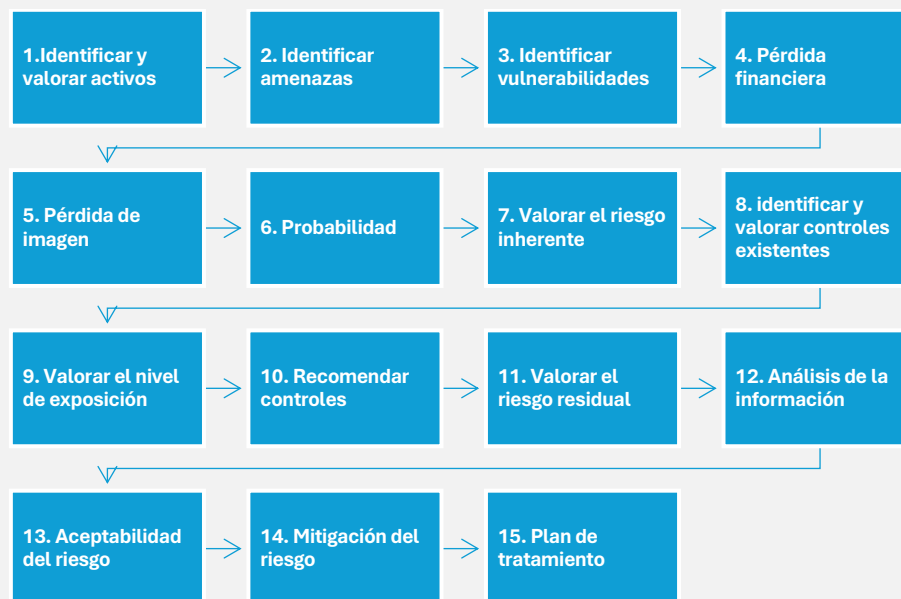 1.Identificar y
valorar activos
2. Identificar
amenazas
3. Identificar
vulnerabilidades
4. Pérdida
financiera
5. Pérdida de
imagen
6. Probabilidad
7. Valorar el riesgo
inherente
8. identificar y
valorar controles
existentes
9. Valorar el nivel
de exposición
10. Recomendar
controles
11. Valorar el
riesgo residual
12. Análisis de la
información
13. Aceptabilidad
del riesgo
14. Mitigación del
riesgo
15. Plan de
tratamiento